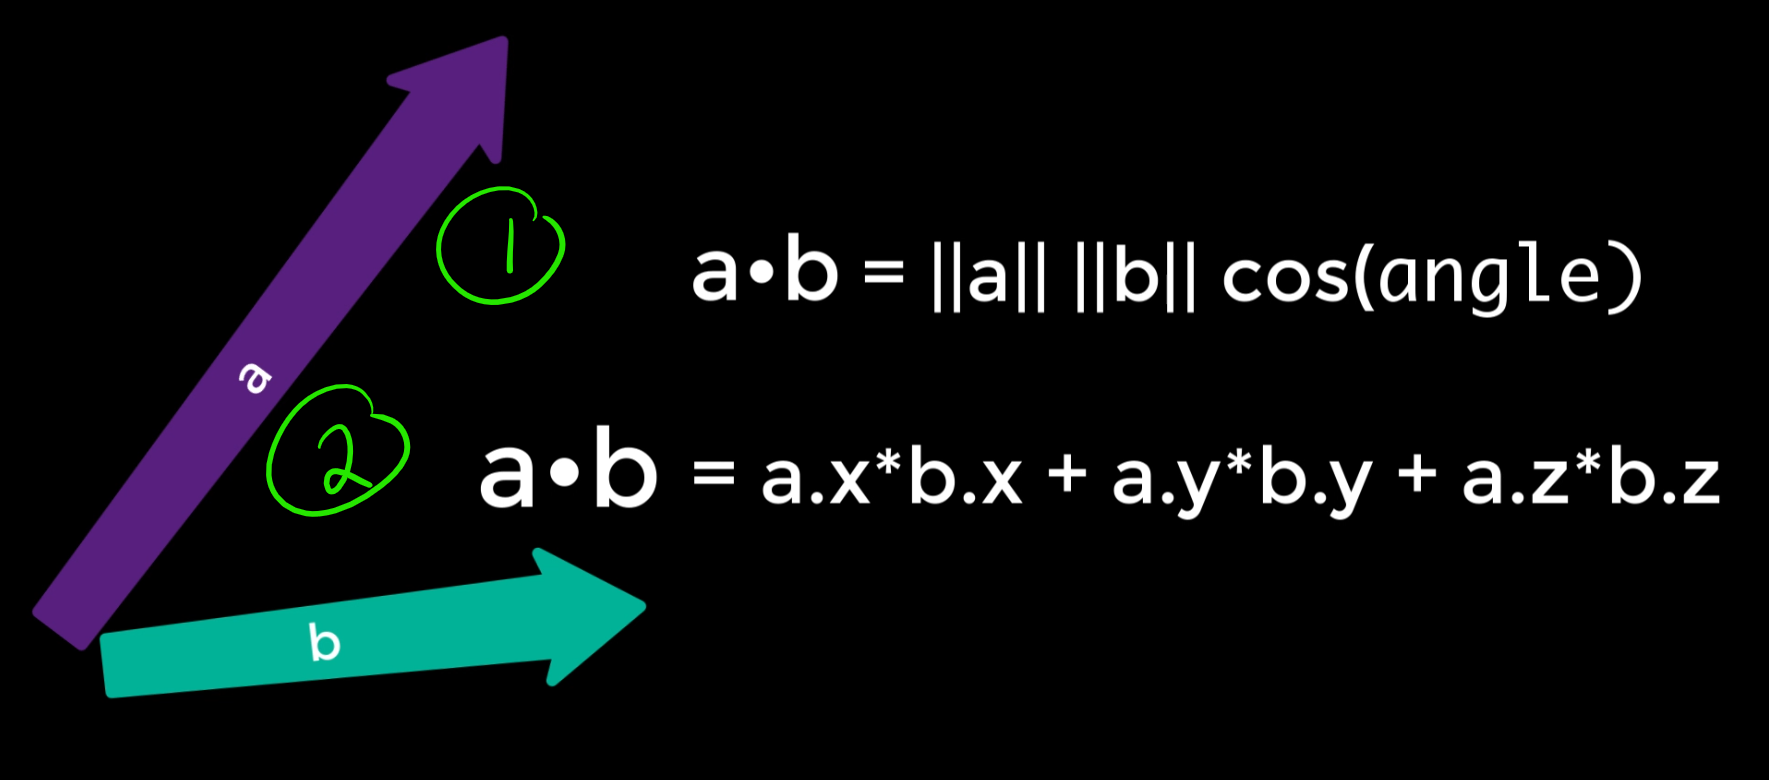 1
a•b = ||a|| ||b|| cos(angle)
a
2
a•b = a.x*b.x + a.y*b.y + a.z*b.z
b